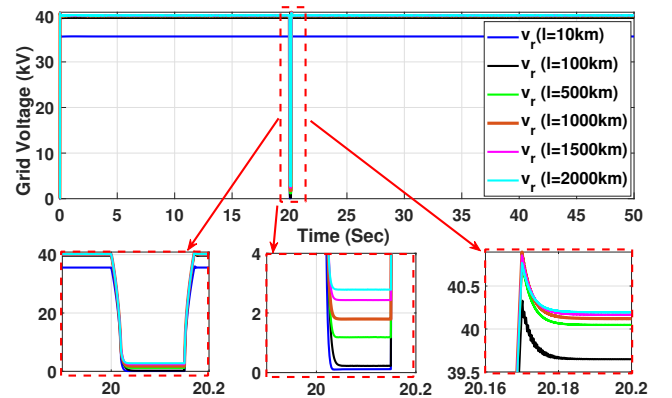 40
30
20
10
0
Grid Voltage (kV)
v_r (l=10km)
v_r (l=100km)
v_r (l=500km)
v_r (l=1000km)
v_r (l=1500km)
v_r (l=2000km)
0 5 10 15 20 25 30 35 40 45 50
Time (Sec)
40
20
0
20 20.2
4
2
0
20 20.2
40.5
40
39.5
20.16 20.18 20.2